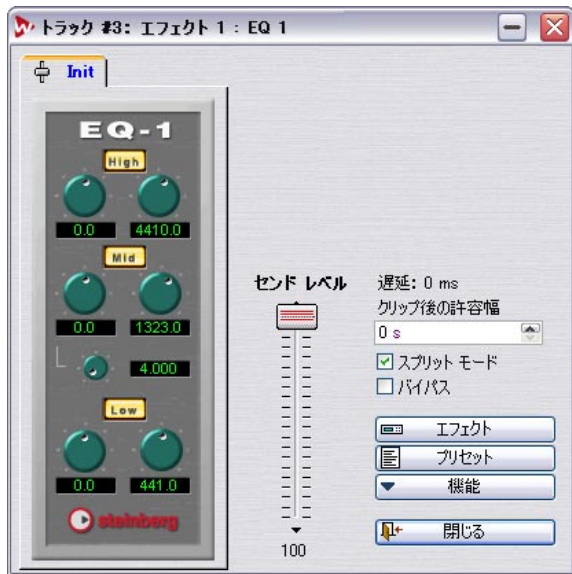 トラック #3: エフェクト 1 : EQ 1
Init
EQ-1
High
0.0 4410.0
Mid
0.0 1323.0
4.000
Low
0.0 441.0
steinberg
センド レベル
100
遅延: 0 ms
クリップ後の許容幅
0 s
スプリット モード
バイパス
エフェクト
プリセット
機能
閉じる